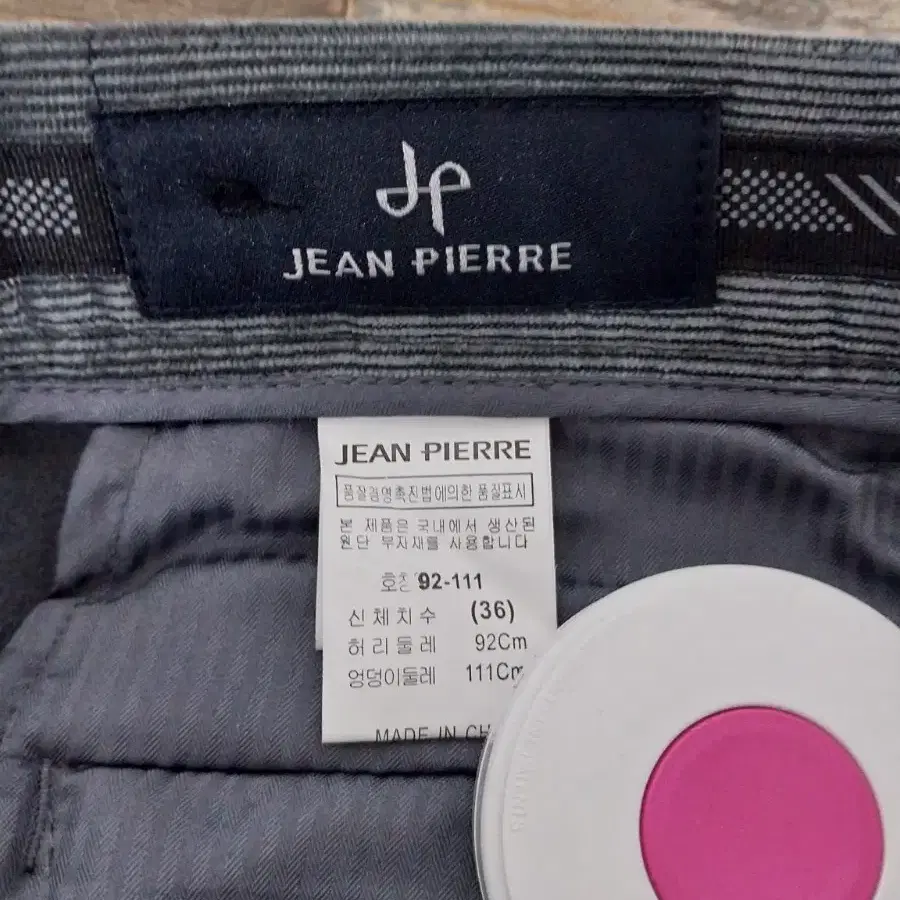 JP
JEAN PIERRE
JEAN PIERRE
품질경영촉진법에의한 품질표시
본 제품은 국내에서 생산된
원단 부자재를 사용합니다
호칭 92-111
신체치수 (36)
허리둘레 92Cm
엉덩이둘레 111Cm
MADE IN CH